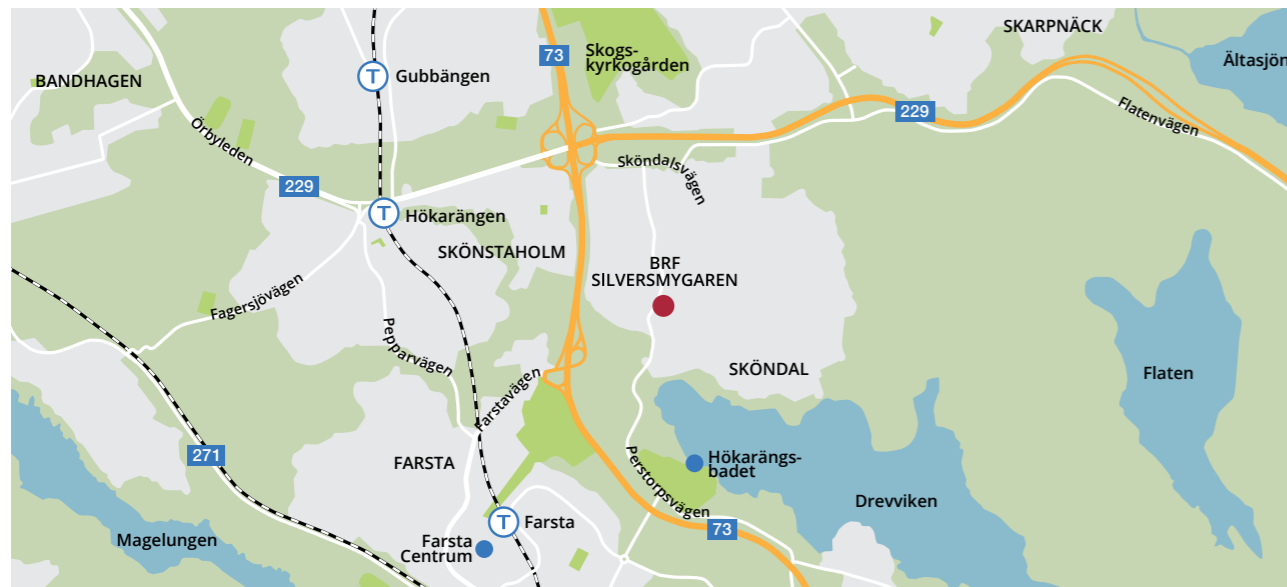 SKARPNÄCK
73
Skogs-
kyrkogården
Ältasjön
T
Gubbängen
BANDHAGEN
229
Flatenvägen
Örbyleden
Sköndalsvägen
229
T
Hökarängen
SKÖNSTAHOLM
BRF
SILVERSMYGAREN
Fagersjövägen
Pepparvägen
SKÖNDAL
Flaten
Farstavägen
271
FARSTA
Hökarängs-
badet
Perstorpsvägen
Drevviken
T
Farsta
73
Magelungen
Farsta
Centrum